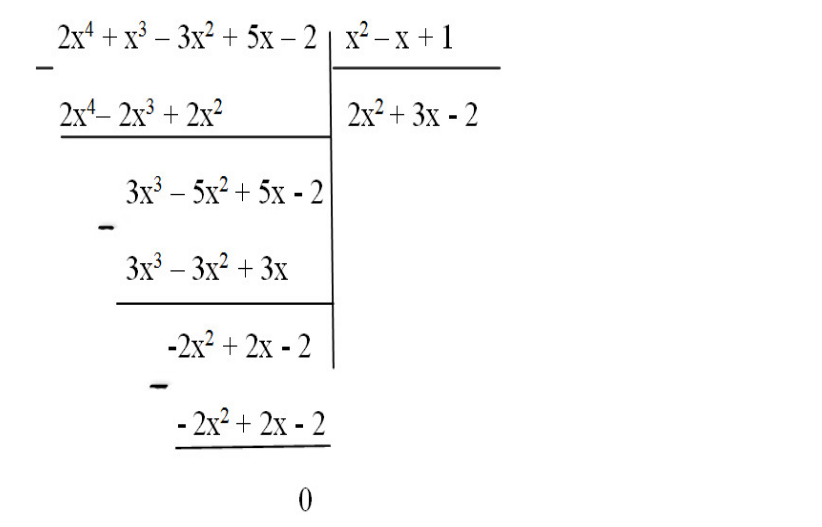 2x⁴ + x³ – 3x² + 5x – 2 | x² – x + 1
–
2x⁴– 2x³ + 2x² | 2x² + 3x - 2
3x³ – 5x² + 5x - 2
-
3x³ – 3x² + 3x
-2x² + 2x - 2
-
- 2x² + 2x - 2
0